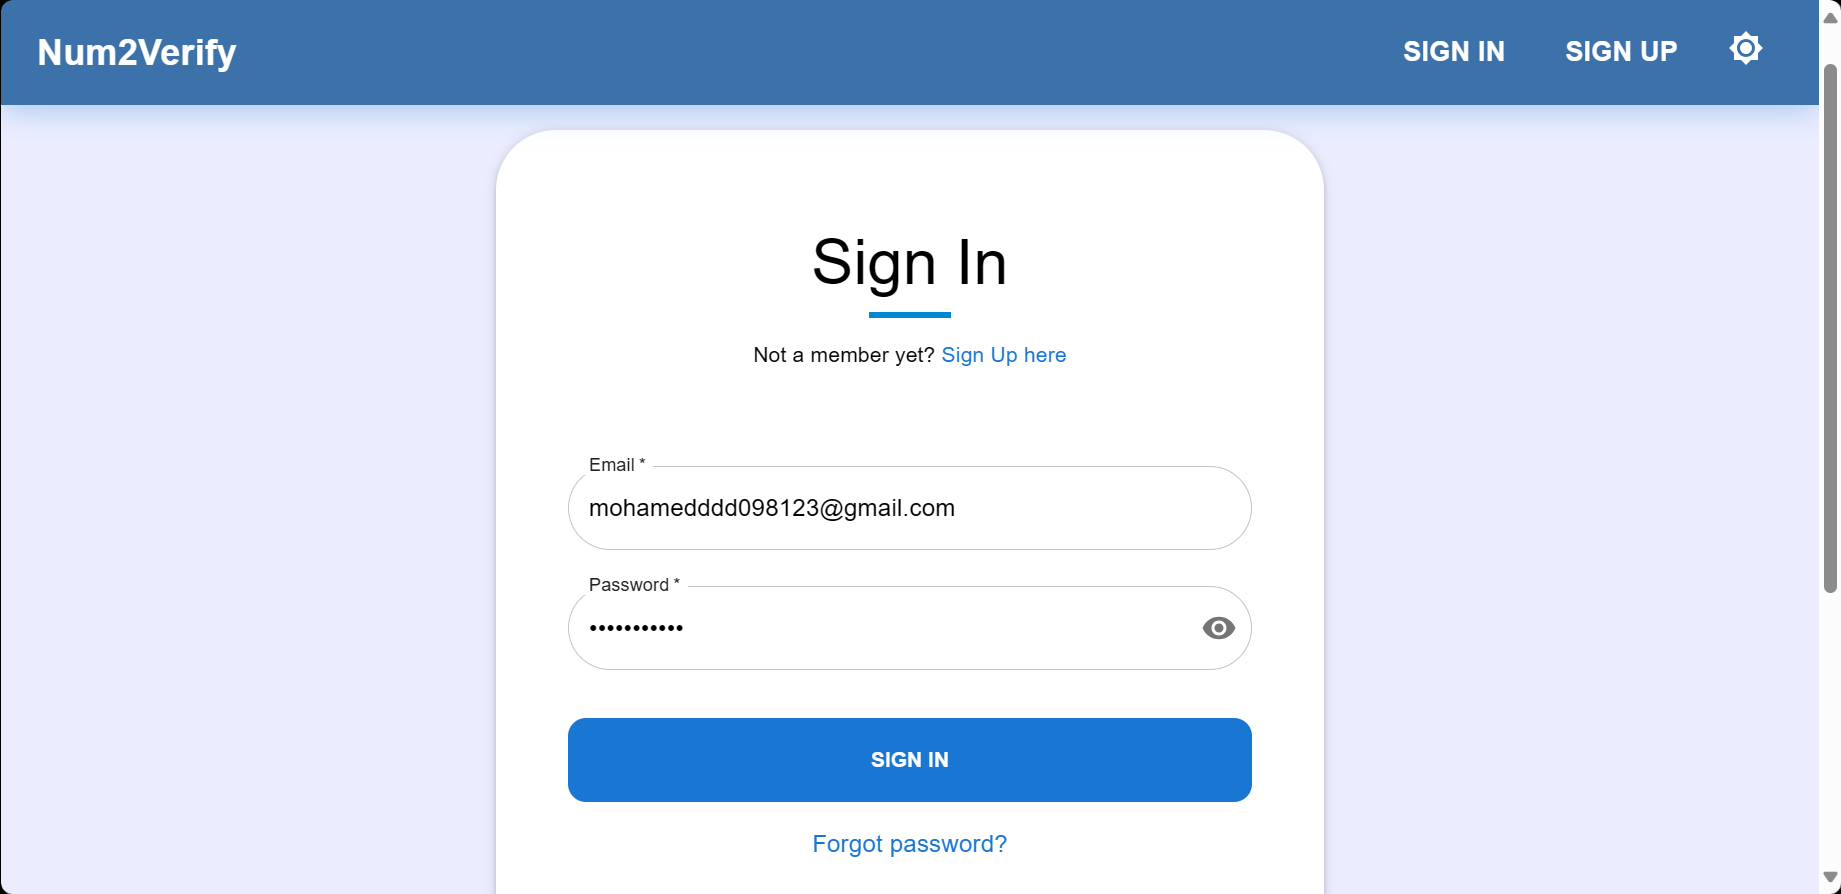 Num2Verify
SIGN IN
SIGN UP
Sign In
Not a member yet? Sign Up here
Email *
mohamedddd098123@gmail.com
Password *
•••••••••••
SIGN IN
Forgot password?